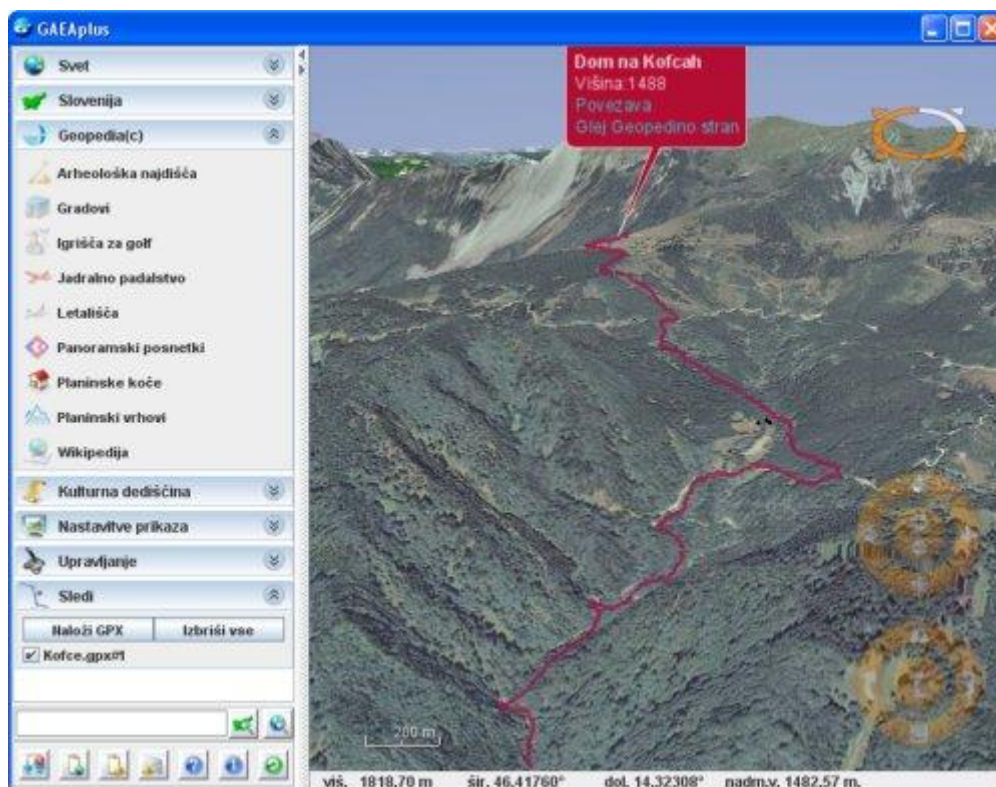 GAEAplus
Svet
Slovenija
Geopedia(c)
Arheološka najdišča
Gradovi
Igrišča za golf
Jadralno padalstvo
Letališča
Panoramski posnetki
Planinske koče
Planinski vrhovi
Wikipedija
Kulturna dediščina
Nastavitve prikaza
Upravljanje
Sledi
Naloži GPX Izbriši vse
Kofce.gpx#1
Dom na Kofcah
Višina:1488
Povezava
Glej Geopedino stran
200 m
viš. 1818,70 m šir. 46,41760° dol. 14,32308° nadm.v. 1482,57 m.